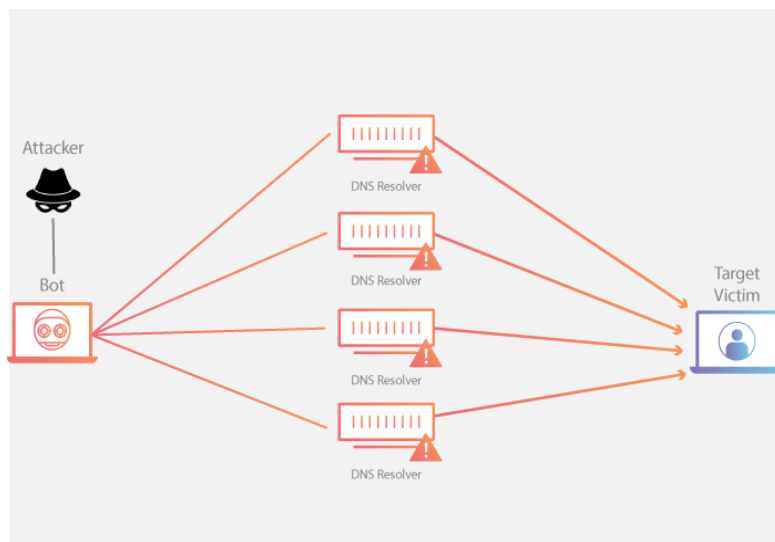 Attacker
Bot
DNS Resolver
DNS Resolver
DNS Resolver
DNS Resolver
Target
Victim